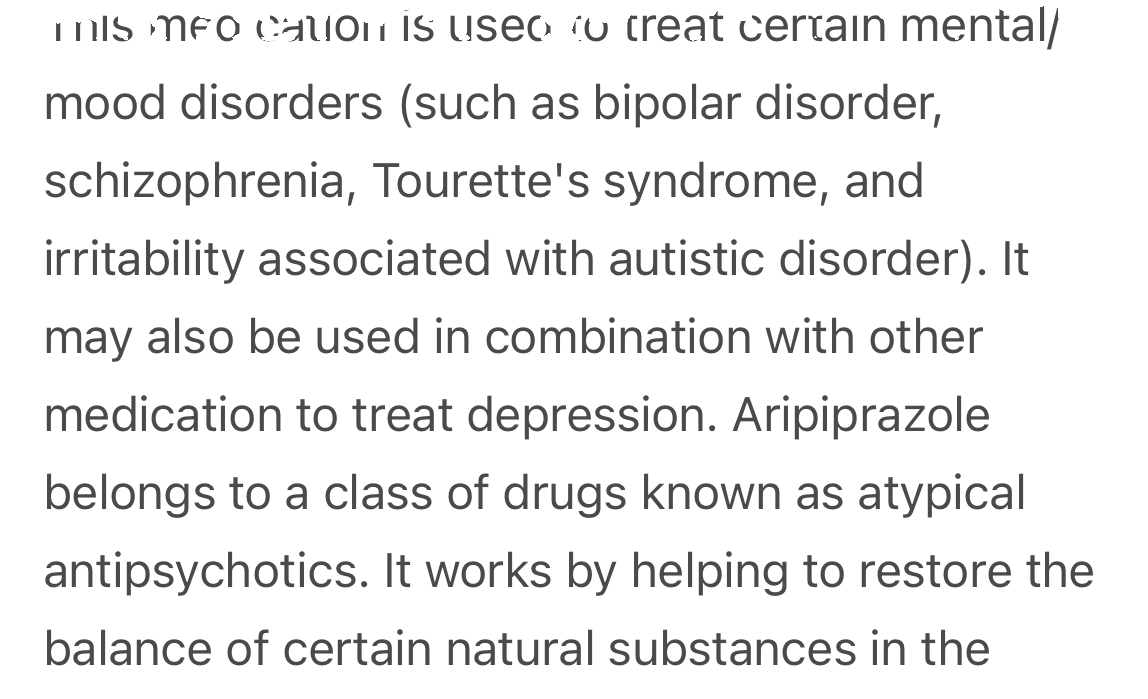 This medication is used to treat certain mental/
mood disorders (such as bipolar disorder,
schizophrenia, Tourette's syndrome, and
irritability associated with autistic disorder). It
may also be used in combination with other
medication to treat depression. Aripiprazole
belongs to a class of drugs known as atypical
antipsychotics. It works by helping to restore the
balance of certain natural substances in the